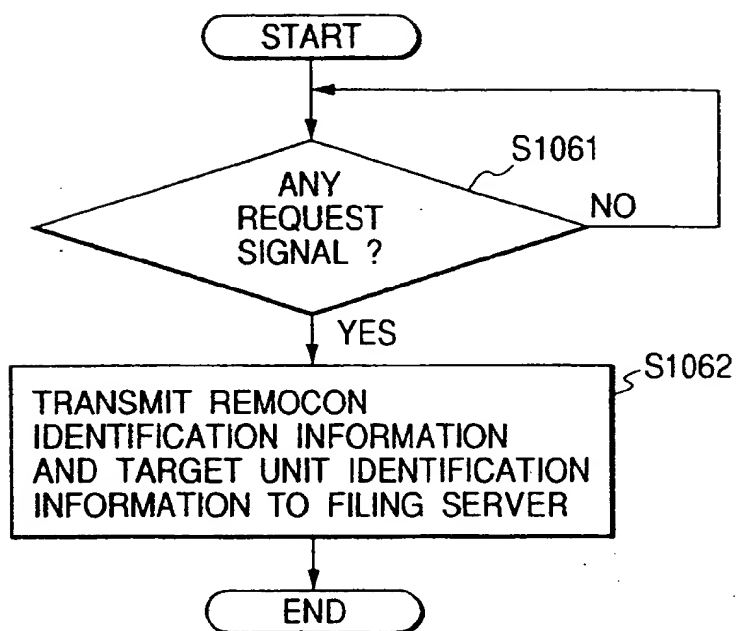 START
S1061
ANY
REQUEST
SIGNAL ?
NO
YES
S1062
TRANSMIT REMOCON
IDENTIFICATION INFORMATION
AND TARGET UNIT IDENTIFICATION
INFORMATION TO FILING SERVER
END